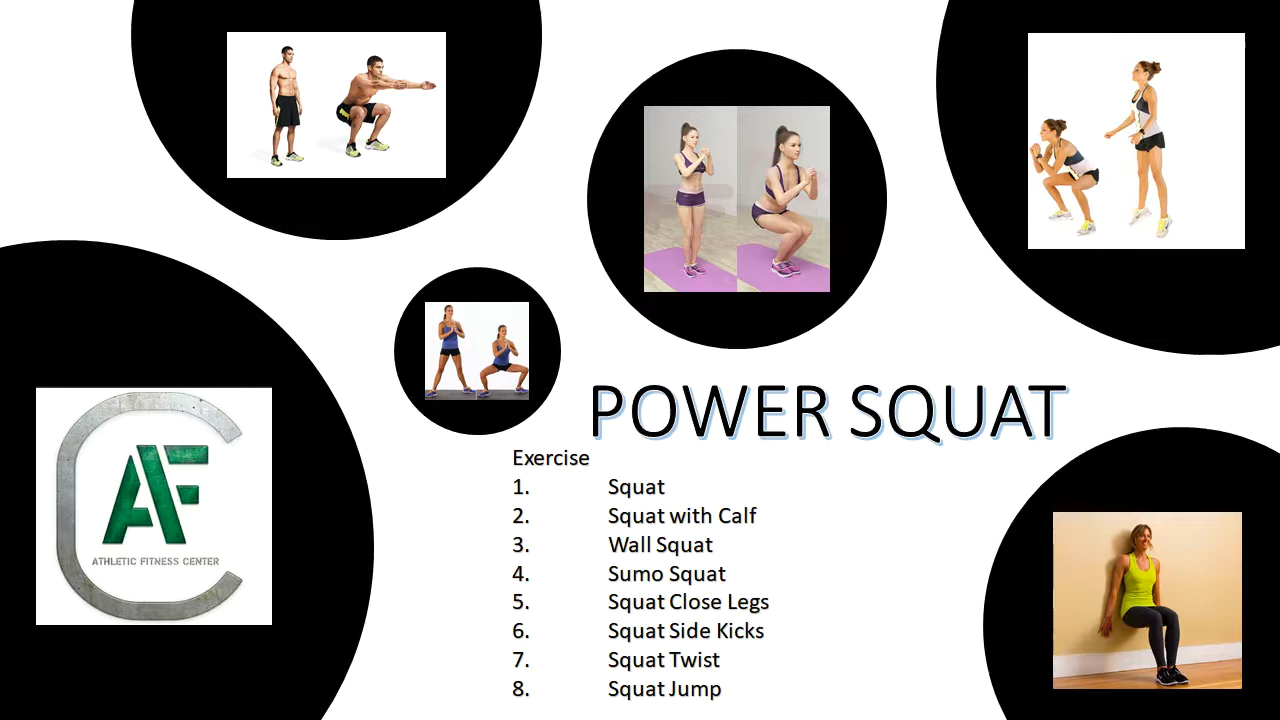 AF
ATHLETIC FITNESS CENTER
POWER SQUAT
Exercise
1. Squat
2. Squat with Calf
3. Wall Squat
4. Sumo Squat
5. Squat Close Legs
6. Squat Side Kicks
7. Squat Twist
8. Squat Jump